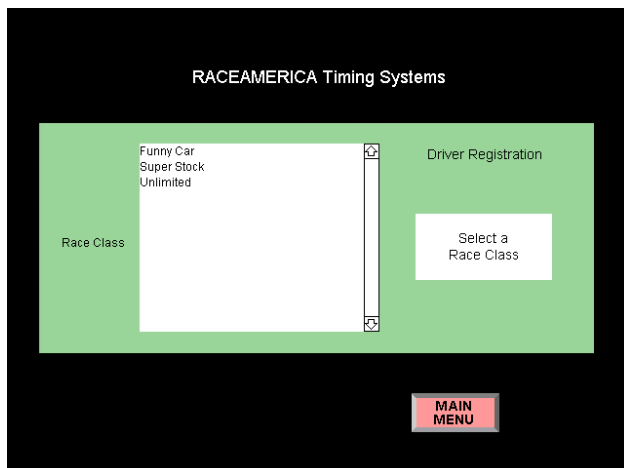 RACEAMERICA Timing Systems
Funny Car
Super Stock
Unlimited
Race Class
Driver Registration
Select a
Race Class
MAIN
MENU